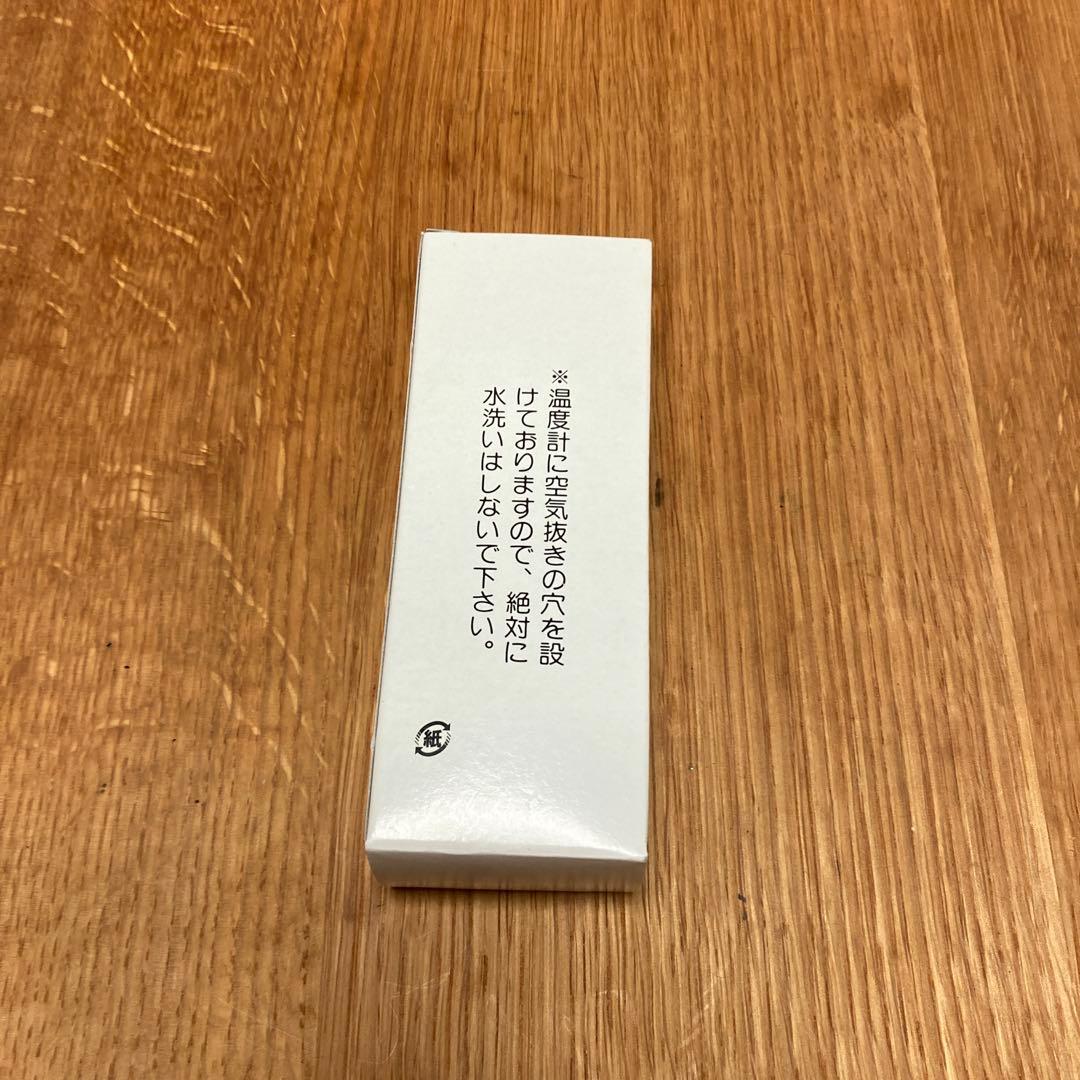 ※温度計に空気抜きの穴を設
けておりますので、絶対に
水洗いはしないで下さい。
紙